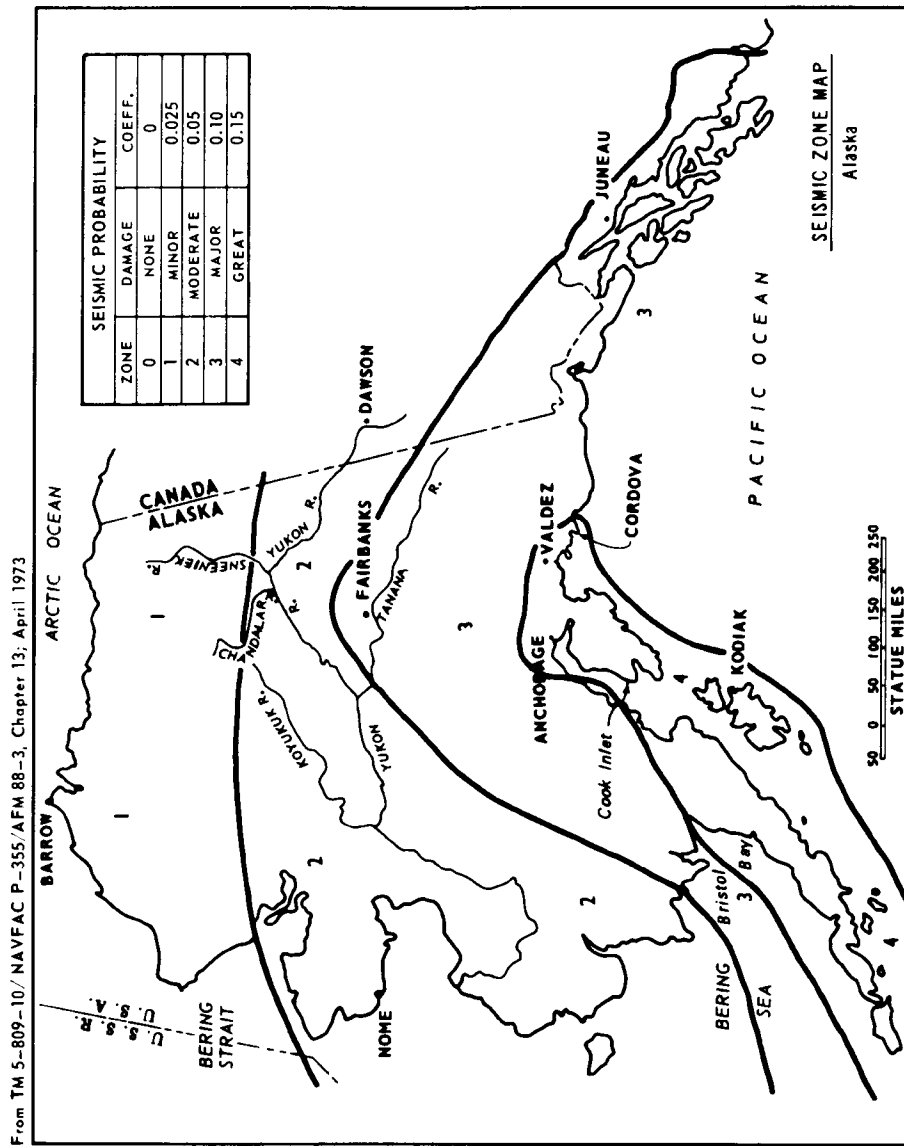 From TM 5-809-10/ NAVFAC P-355/AFM 88-3, Chapter 13; April 1973
SEISMIC PROBABILITY
ZONE DAMAGE COEFF.
0 NONE 0
1 MINOR 0.025
2 MODERATE 0.05
3 MAJOR 0.10
4 GREAT 0.15
ARCTIC OCEAN
BARROW
U. S. S. R.
U. S. A.
BERING
STRAIT
CANADA
ALASKA
1
1
SNEENIEK
R.
CHANDALAR
R.
KOYUKUK R.
YUKON R.
YUKON
R.
DAWSON
2
2
2
NOME
FAIRBANKS
TANANA
R.
3
ANCHORAGE
VALDEZ
CORDOVA
Cook Inlet
4
KODIAK
Bristol
Bay
3
BERING
SEA
4
JUNEAU
3
PACIFIC OCEAN
50 0 50 100 150 200 250
STATUE MILES
SEISMIC ZONE MAP
Alaska